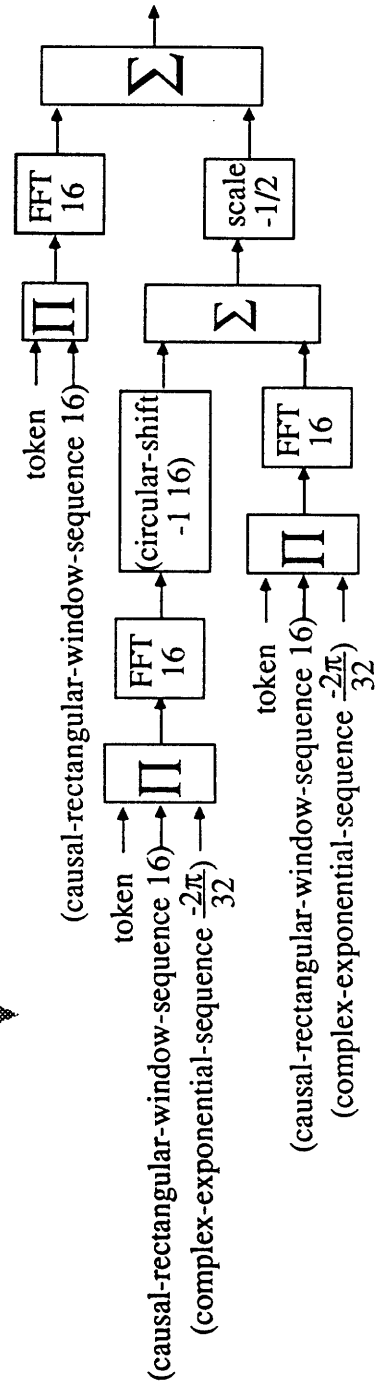 token
(causal-rectangular-window-sequence 16)
∏
FFT
16
Σ
token
(causal-rectangular-window-sequence 16)
(complex-exponential-sequence -2π/32)
∏
FFT
16
(circular-shift
-1 16)
Σ
scale
-1/2
token
(causal-rectangular-window-sequence 16)
(complex-exponential-sequence -2π/32)
∏
FFT
16